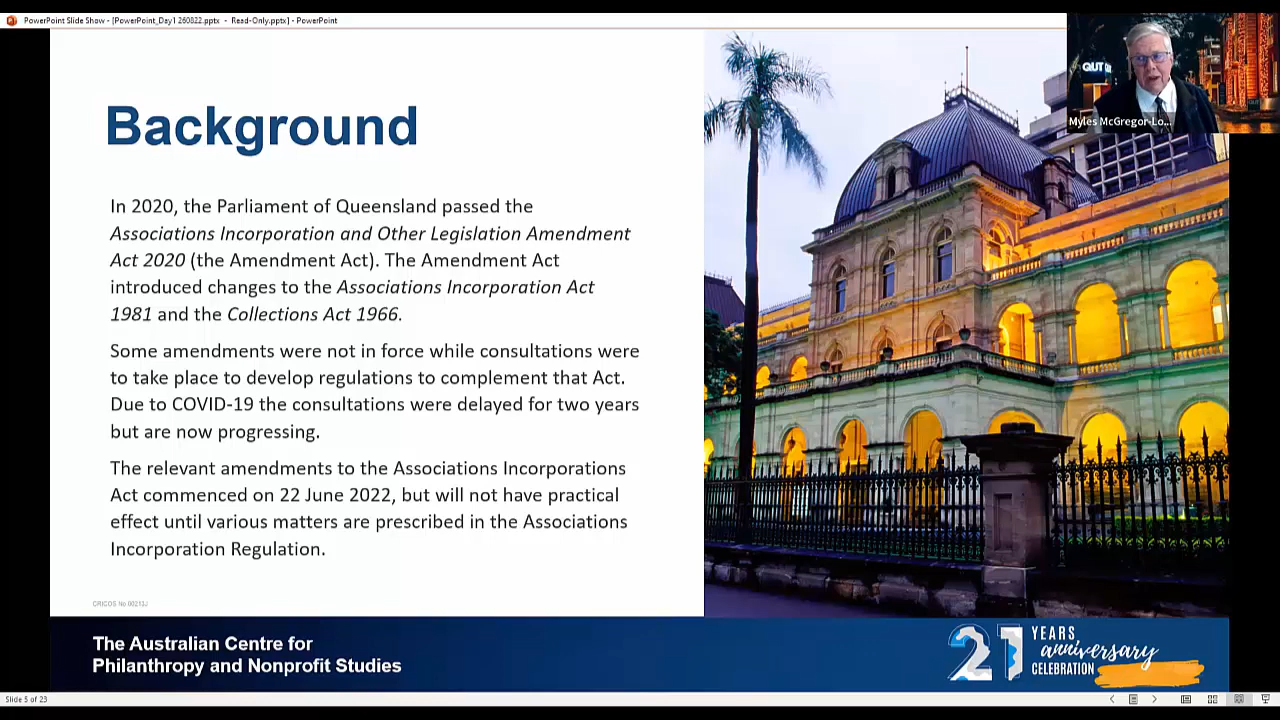 PowerPoint Slide Show - [PowerPoint_Day1 260822.pptx - Read-Only.pptx] - PowerPoint
QUT
Myles McGregor-Lo...
Background
In 2020, the Parliament of Queensland passed the
Associations Incorporation and Other Legislation Amendment
Act 2020 (the Amendment Act). The Amendment Act
introduced changes to the Associations Incorporation Act
1981 and the Collections Act 1966.
Some amendments were not in force while consultations were
to take place to develop regulations to complement that Act.
Due to COVID-19 the consultations were delayed for two years
but are now progressing.
The relevant amendments to the Associations Incorporations
Act commenced on 22 June 2022, but will not have practical
effect until various matters are prescribed in the Associations
Incorporation Regulation.
CRICOS No 00213J
The Australian Centre for
Philanthropy and Nonprofit Studies
21 YEARS
anniversary
CELEBRATION
Slide 5 of 23